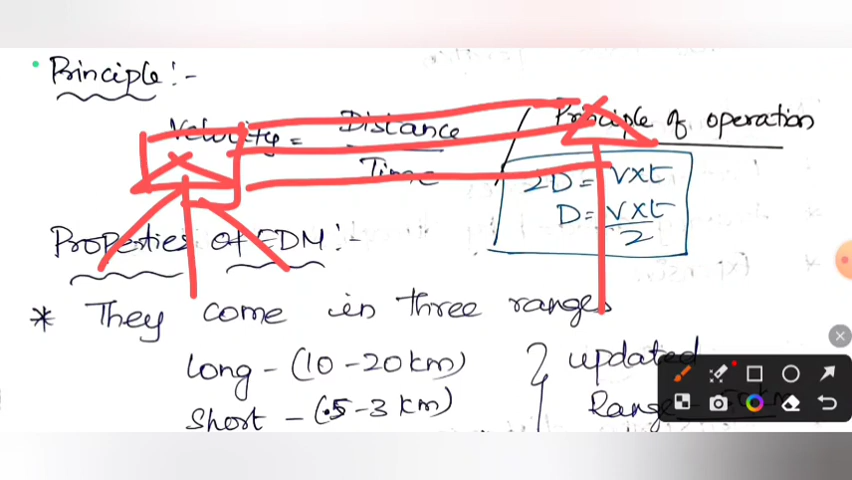 Principle :-
Velocity = Distance / Time
Principle of operation
2D = V×t
D = V×t / 2
Properties of EDM :-
* They come in three ranges
Long - (10 - 20 km)
Short - (.5 - 3 km)
updated
Range